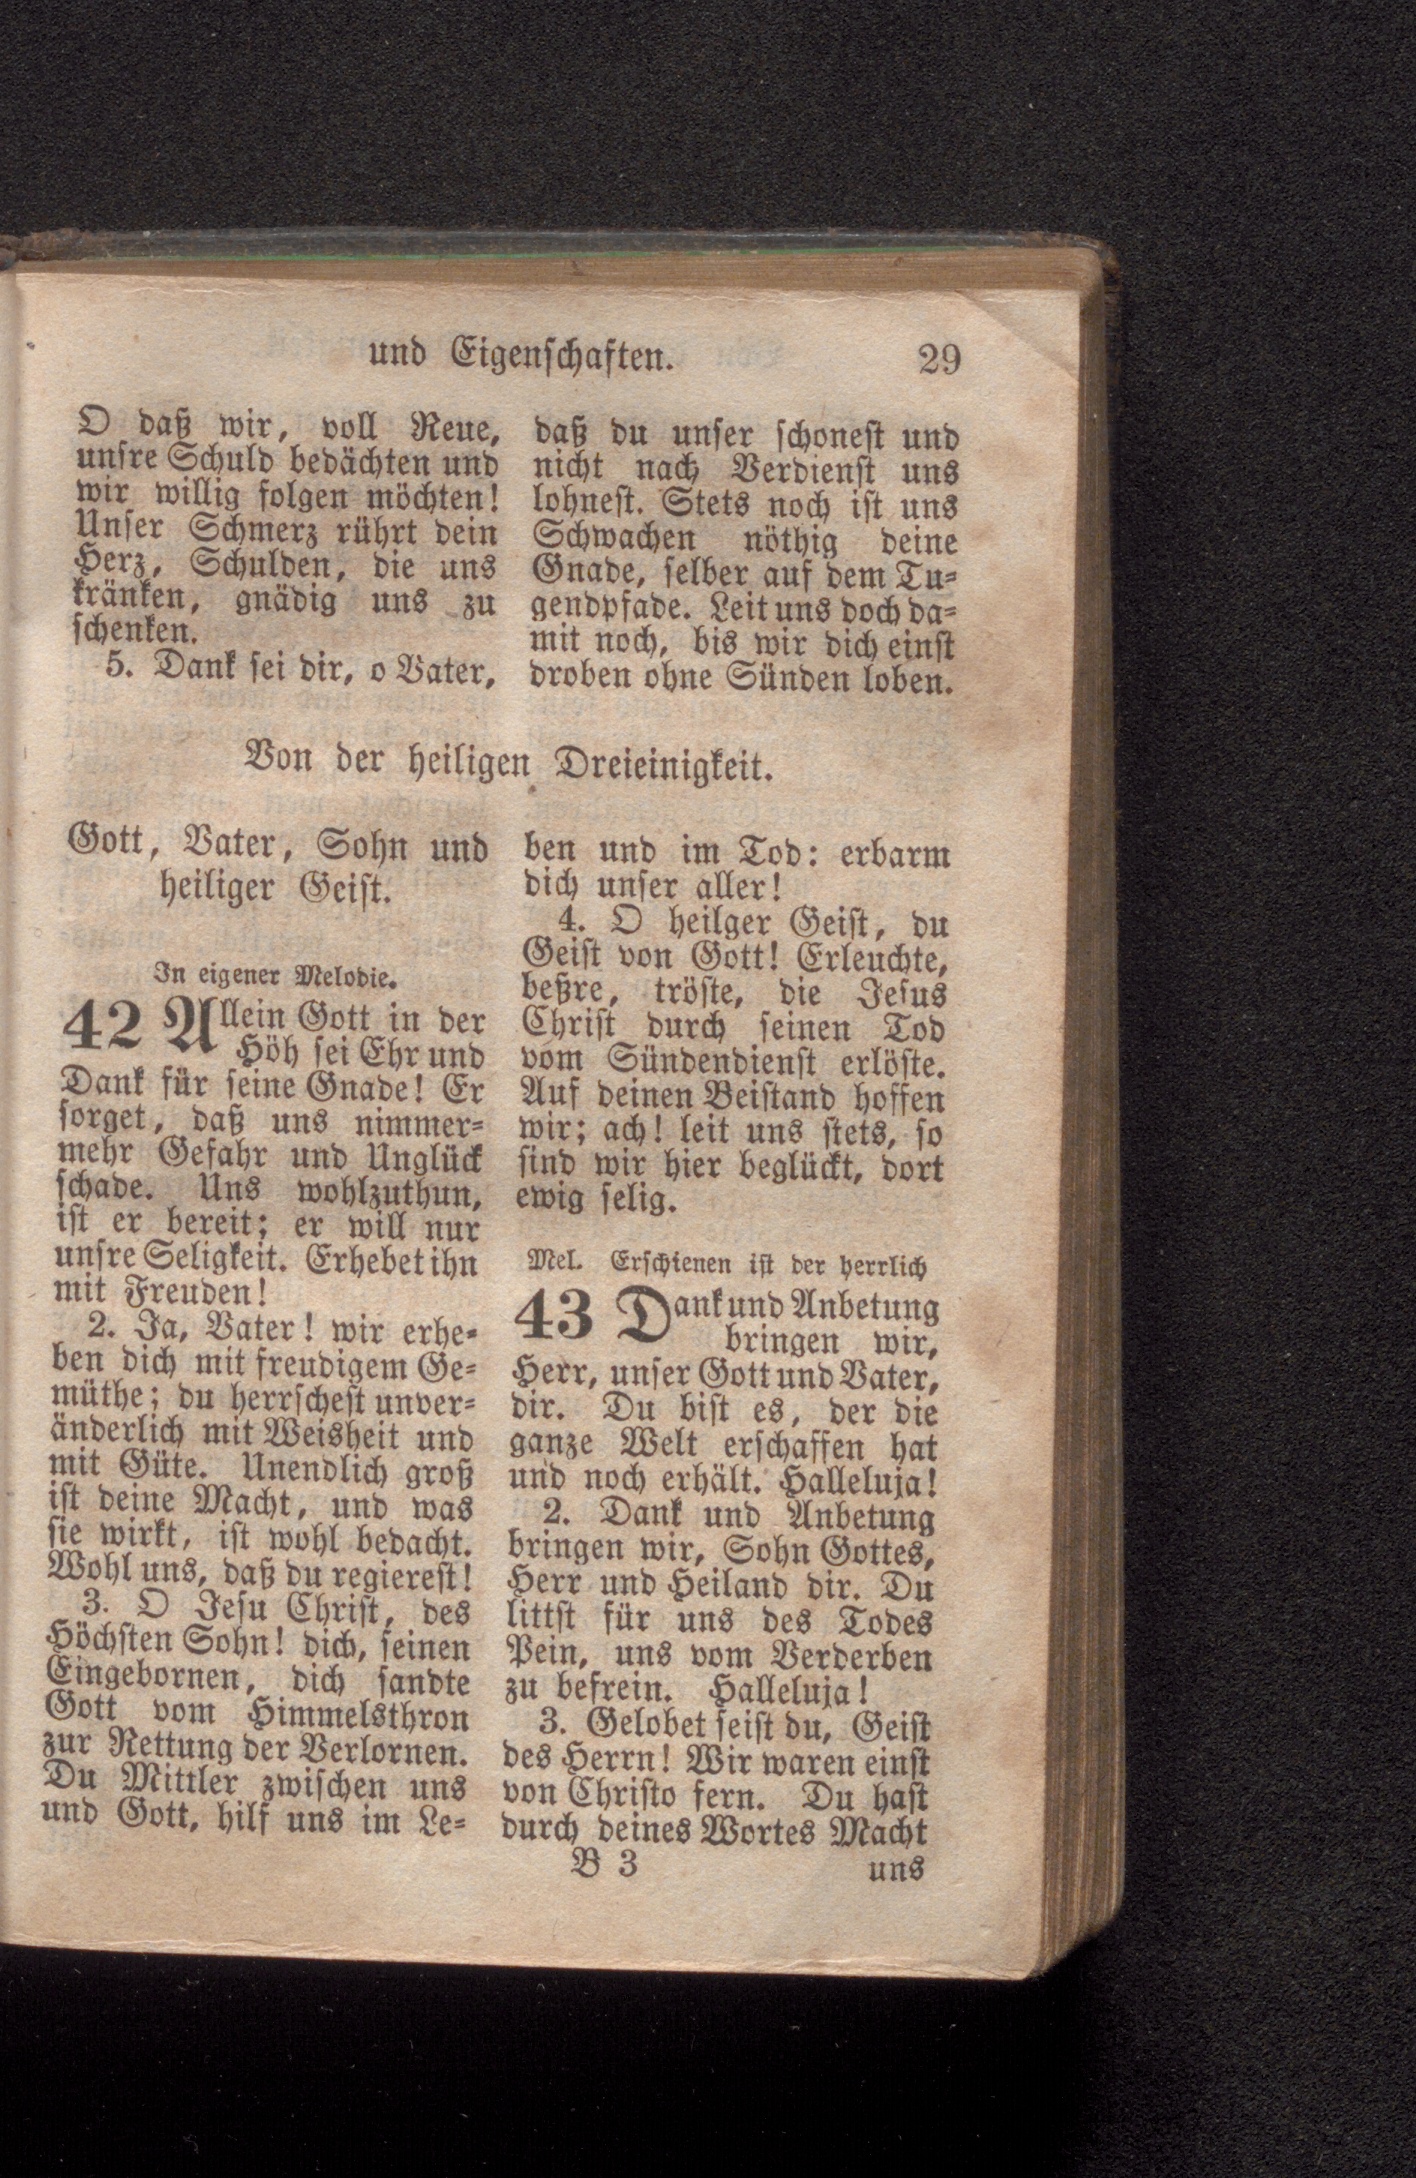 und Eigenschaften.
29
O daß wir, voll Reue,
unsre Schuld bedächten und
wir willig folgen möchten!
Unser Schmerz rührt dein
Herz, Schulden, die uns
kränken, gnädig uns zu
schenken.
5. Dank sei dir, o Vater,
daß du unser schonest und
nicht nach Verdienst uns
lohnest. Stets noch ist uns
Schwachen nöthig deine
Gnade, selber auf dem Tu-
gendpfade. Leit uns doch da-
mit noch, bis wir dich einst
droben ohne Sünden loben.
Von der heiligen Dreieinigkeit.
Gott, Vater, Sohn und
heiliger Geist.
In eigener Melodie.
42 Allein Gott in der
Höh sei Ehr und
Dank für seine Gnade! Er
sorget, daß uns nimmer-
mehr Gefahr und Unglück
schade. Uns wohlzuthun,
ist er bereit; er will nur
unsre Seligkeit. Erhebet ihn
mit Freuden!
2. Ja, Vater! wir erhe-
ben dich mit freudigem Ge-
müthe; du herrschest unver-
änderlich mit Weisheit und
mit Güte. Unendlich groß
ist deine Macht, und was
sie wirkt, ist wohl bedacht.
Wohl uns, daß du regierest!
3. O Jesu Christ, des
Höchsten Sohn! dich, seinen
Eingebornen, dich sandte
Gott vom Himmelsthron
zur Rettung der Verlornen.
Du Mittler zwischen uns
und Gott, hilf uns im Le-
ben und im Tod: erbarm
dich unser aller!
4. O heilger Geist, du
Geist von Gott! Erleuchte,
beßre, tröste, die Jesus
Christ durch seinen Tod
vom Sündendienst erlöste.
Auf deinen Beistand hoffen
wir; ach! leit uns stets, so
sind wir hier beglückt, dort
ewig selig.
Mel. Erschienen ist der herrlich
43 Dank und Anbetung
bringen wir,
Herr, unser Gott und Vater,
dir. Du bist es, der die
ganze Welt erschaffen hat
und noch erhält. Halleluja!
2. Dank und Anbetung
bringen wir, Sohn Gottes,
Herr und Heiland dir. Du
littst für uns des Todes
Pein, uns vom Verderben
zu befrein. Halleluja!
3. Gelobet seist du, Geist
des Herrn! Wir waren einst
von Christo fern. Du hast
durch deines Wortes Macht
B 3
uns